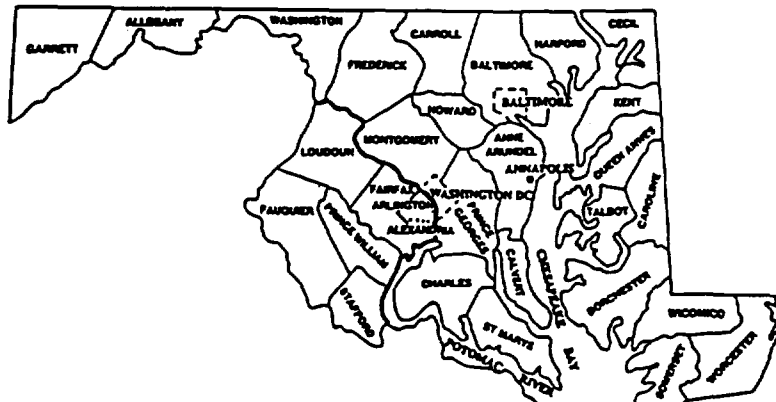 GARRETT
ALLEGANY
WASHINGTON
FREDERICK
CARROLL
BALTIMORE
HARFORD
CECIL
BALTIMORE
KENT
HOWARD
MONTGOMERY
ANNE
ARUNDEL
ANNAPOLIS
QUEEN ANNES
LOUDOUN
FAIRFAX
ARLINGTON
WASHINGTON DC
ALEXANDRIA
PRINCE
GEORGES
TALBOT
CAROLINE
FAUQUIER
PRINCE WILLIAM
STAFFORD
CHARLES
CALVERT
CHESAPEAKE
BAY
DORCHESTER
WICOMICO
ST MARYS
POTOMAC
RIVER
SOMERSET
WORCESTER